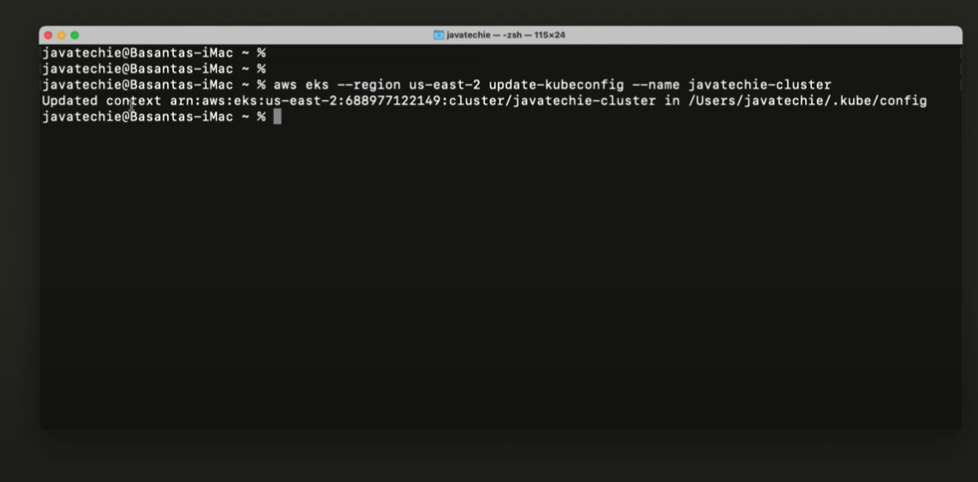 javatechie — -zsh — 115×24
javatechie@Basantas-iMac ~ %
javatechie@Basantas-iMac ~ %
javatechie@Basantas-iMac ~ % aws eks --region us-east-2 update-kubeconfig --name javatechie-cluster
Updated context arn:aws:eks:us-east-2:688977122149:cluster/javatechie-cluster in /Users/javatechie/.kube/config
javatechie@Basantas-iMac ~ %